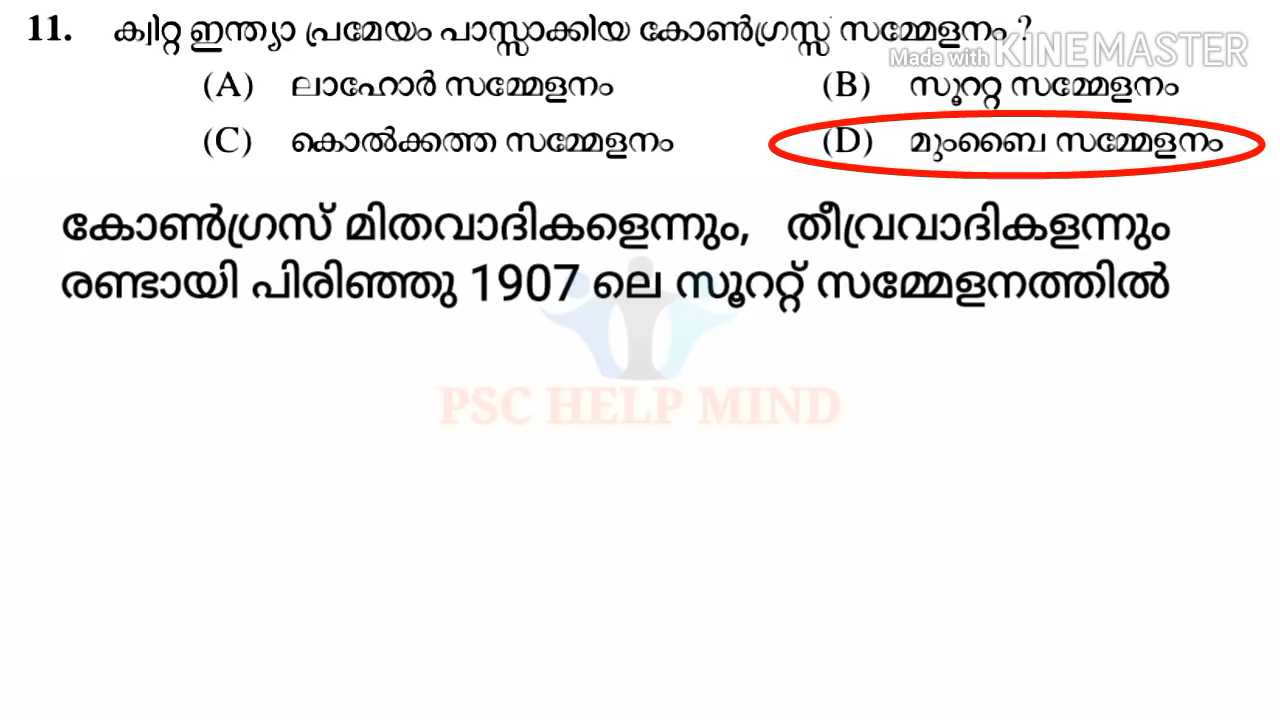 11. ക്വിറ്റ ഇന്ത്യാ പ്രമേയം പാസ്സാക്കിയ കോൺഗ്രസ്സ് സമ്മേളനം ?
Made with KINEMASTER
(A) ലാഹോർ സമ്മേളനം (B) സൂററ്റ സമ്മേളനം
(C) കൊൽക്കത്ത സമ്മേളനം (D) മുംബൈ സമ്മേളനം
കോൺഗ്രസ് മിതവാദികളെന്നും, തീവ്രവാദികളന്നും
രണ്ടായി പിരിഞ്ഞു 1907 ലെ സൂററ്റ് സമ്മേളനത്തിൽ
PSC HELP MIND